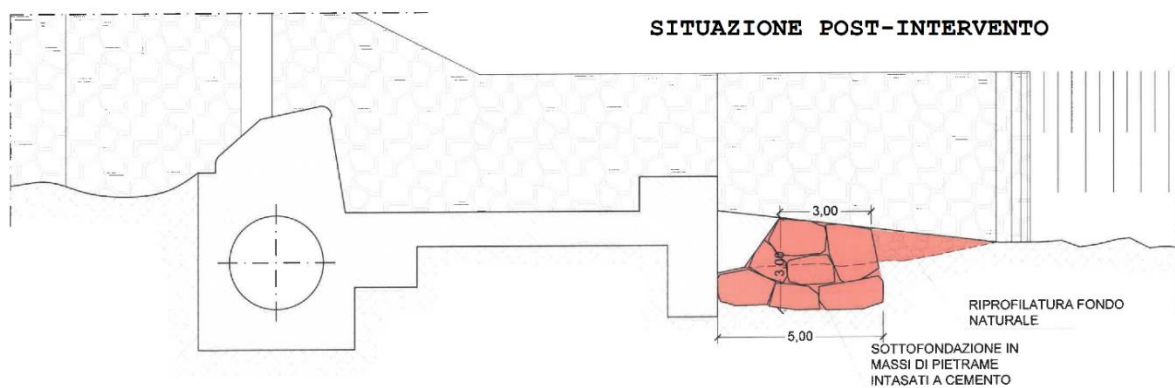 SITUAZIONE POST-INTERVENTO
3,00
3,00
5,00
RIPROFILATURA FONDO
NATURALE
SOTTOFONDAZIONE IN
MASSI DI PIETRAME
INTASATI A CEMENTO